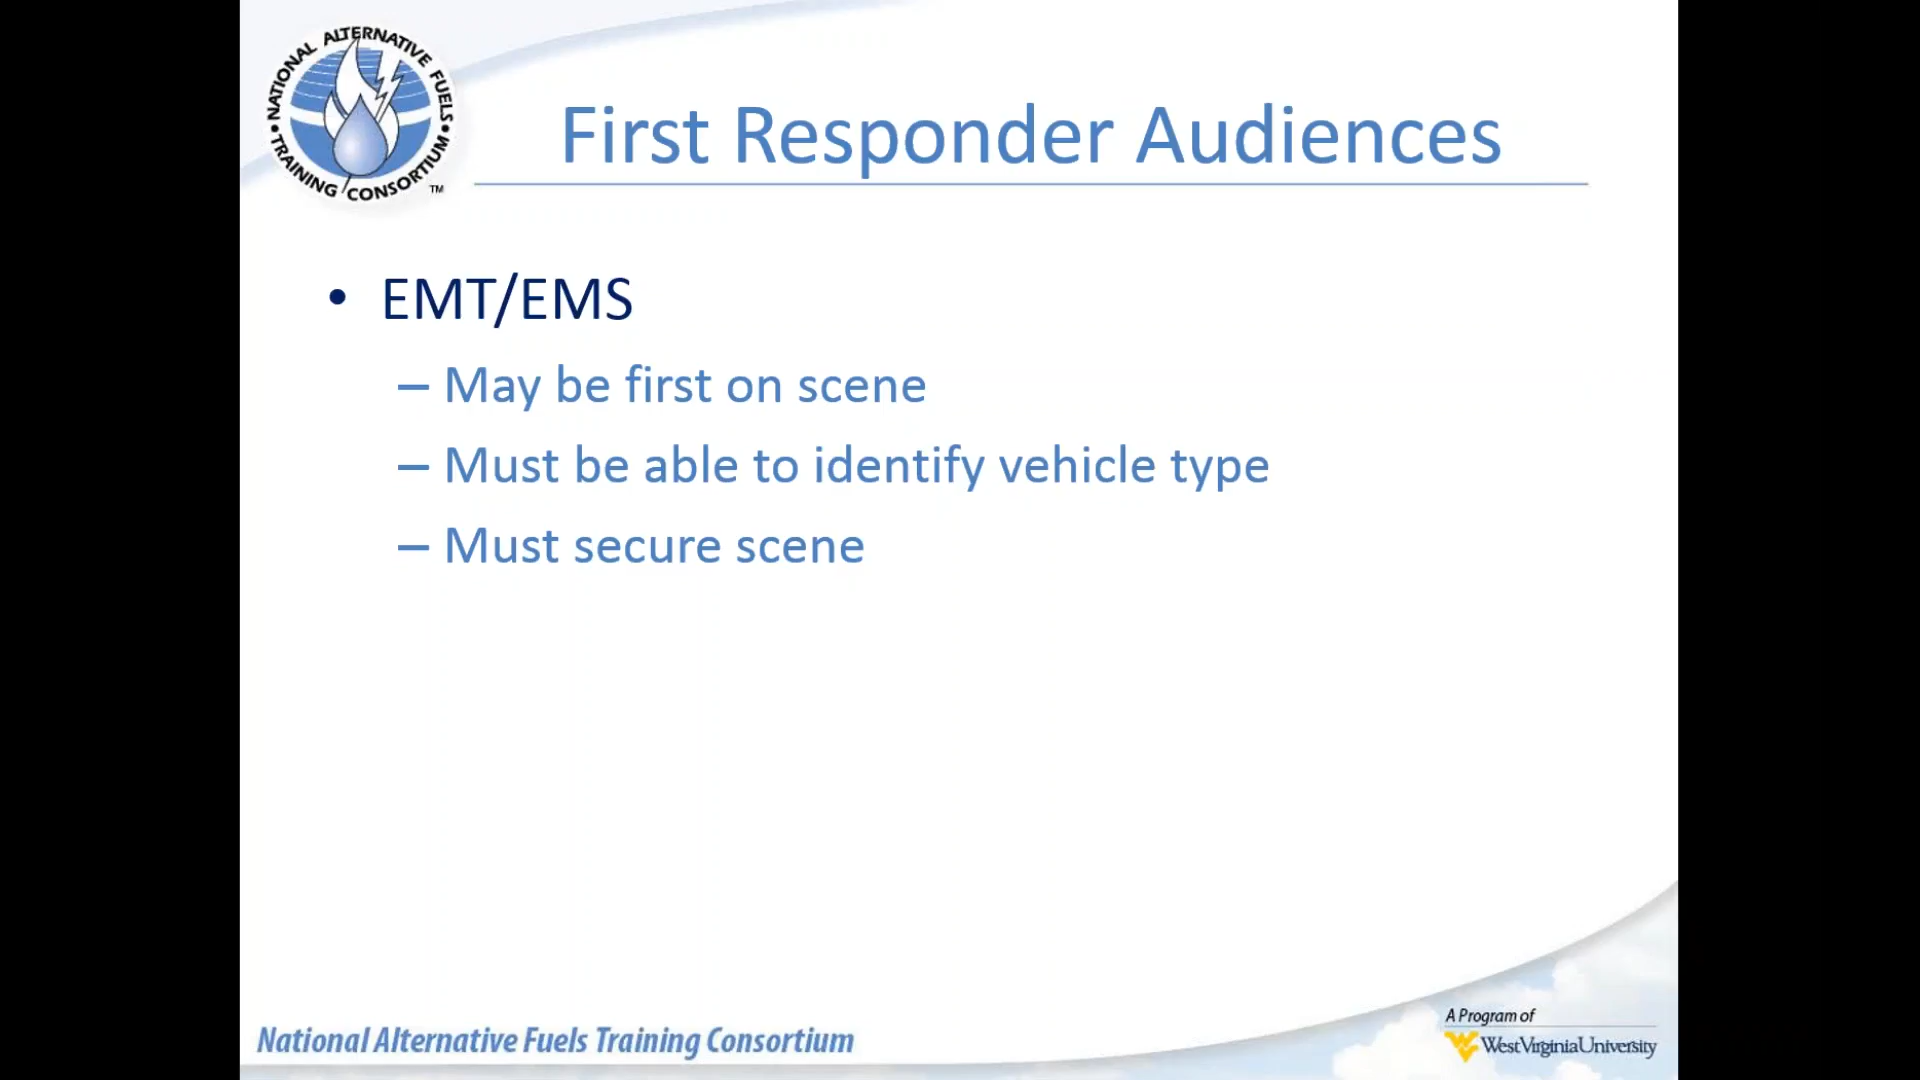 NATIONAL ALTERNATIVE FUELS
• TRAINING CONSORTIUM • TM
First Responder Audiences
• EMT/EMS
– May be first on scene
– Must be able to identify vehicle type
– Must secure scene
National Alternative Fuels Training Consortium
A Program of
WV WestVirginiaUniversity